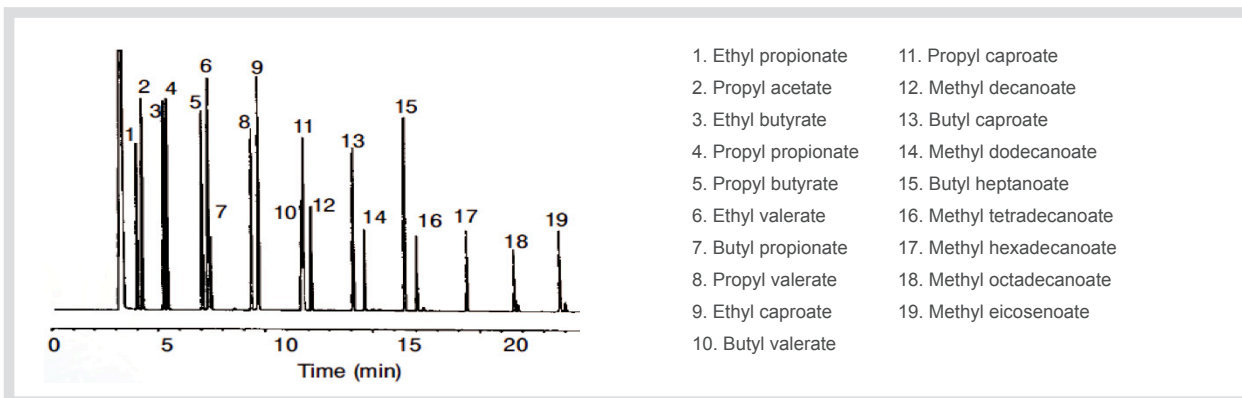 1
2
3
4
5
6
7
8
9
10
11
12
13
14
15
16
17
18
19
0 5 10 15 20
Time (min)
1. Ethyl propionate
2. Propyl acetate
3. Ethyl butyrate
4. Propyl propionate
5. Propyl butyrate
6. Ethyl valerate
7. Butyl propionate
8. Propyl valerate
9. Ethyl caproate
10. Butyl valerate
11. Propyl caproate
12. Methyl decanoate
13. Butyl caproate
14. Methyl dodecanoate
15. Butyl heptanoate
16. Methyl tetradecanoate
17. Methyl hexadecanoate
18. Methyl octadecanoate
19. Methyl eicosenoate